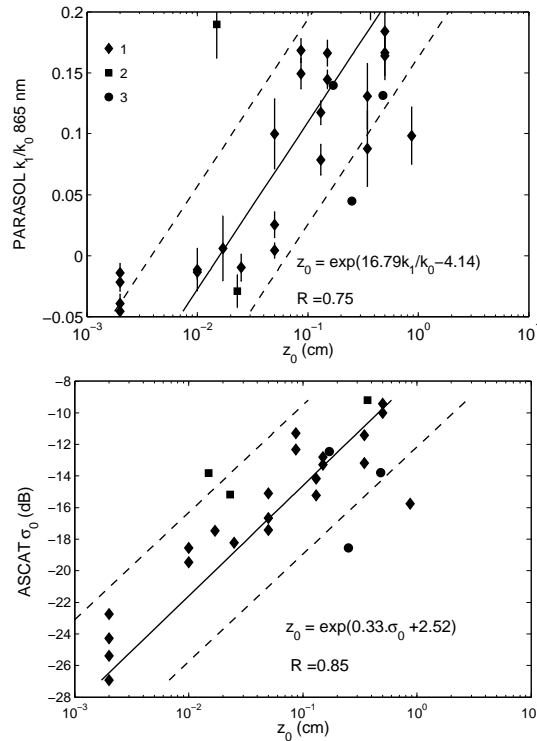 0.2
0.15
0.1
0.05
0
−0.05
PARASOL k₁/k₀ 865 nm
1
2
3
z₀ = exp(16.79k₁/k₀−4.14)
R =0.75
10⁻³ 10⁻² 10⁻¹ 10⁰ 10¹
z₀ (cm)
−8
−10
−12
−14
−16
−18
−20
−22
−24
−26
−28
ASCAT σ₀ (dB)
z₀ = exp(0.33.σ₀ +2.52)
R =0.85
10⁻³ 10⁻² 10⁻¹ 10⁰ 10¹
z₀ (cm)